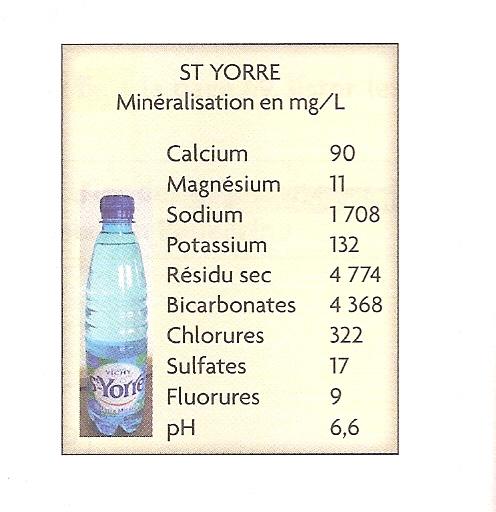 ST YORRE
Minéralisation en mg/L
Calcium 90
Magnésium 11
Sodium 1 708
Potassium 132
Résidu sec 4 774
Bicarbonates 4 368
Chlorures 322
Sulfates 17
Fluorures 9
pH 6,6
VICHY
St-Yorre